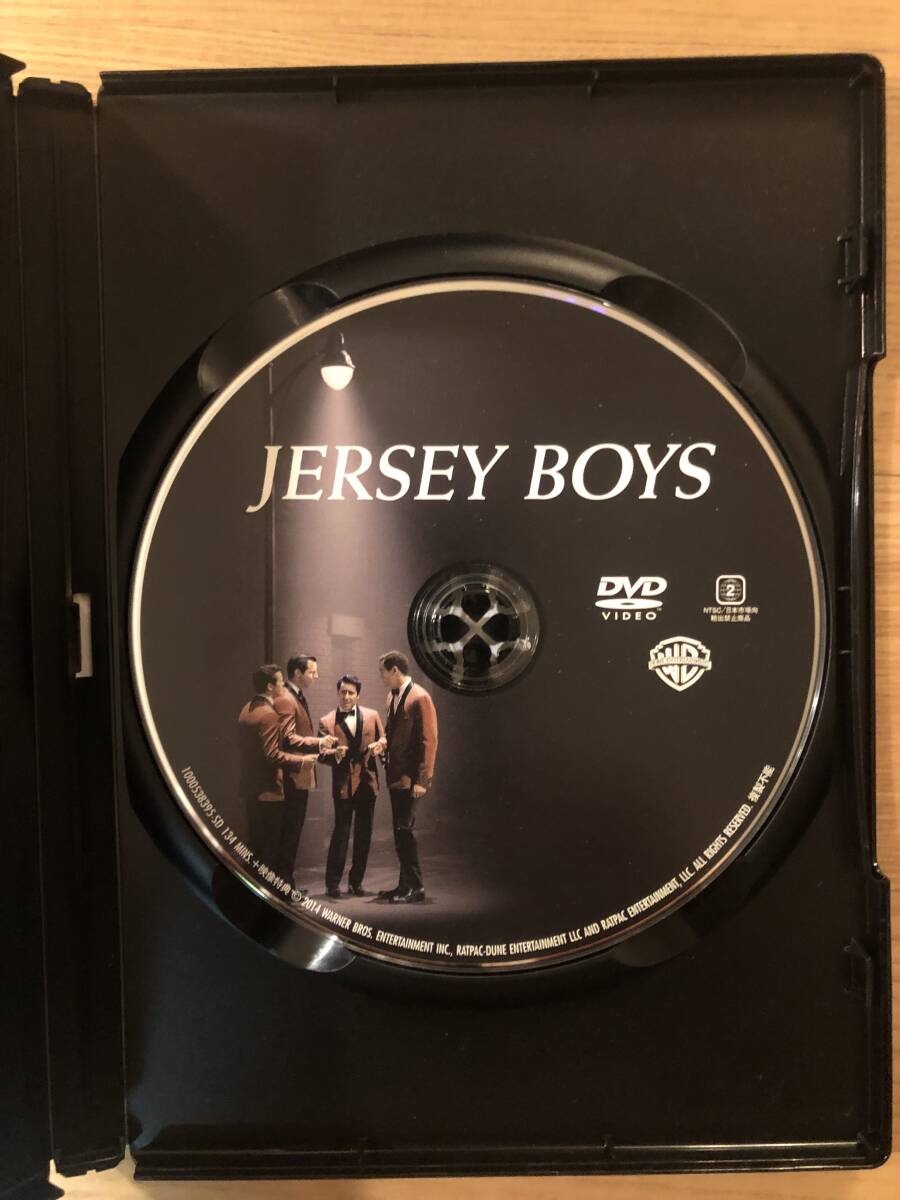 JERSEY BOYS
DVD
VIDEO™
2
NTSC/日本市場向
輸出禁止商品
WB
1000538395-SD 134 MINS.+映像特典 © 2014 WARNER BROS. ENTERTAINMENT INC., RATPAC-DUNE ENTERTAINMENT LLC AND RATPAC ENTERTAINMENT, LLC. ALL RIGHTS RESERVED. 複製不能